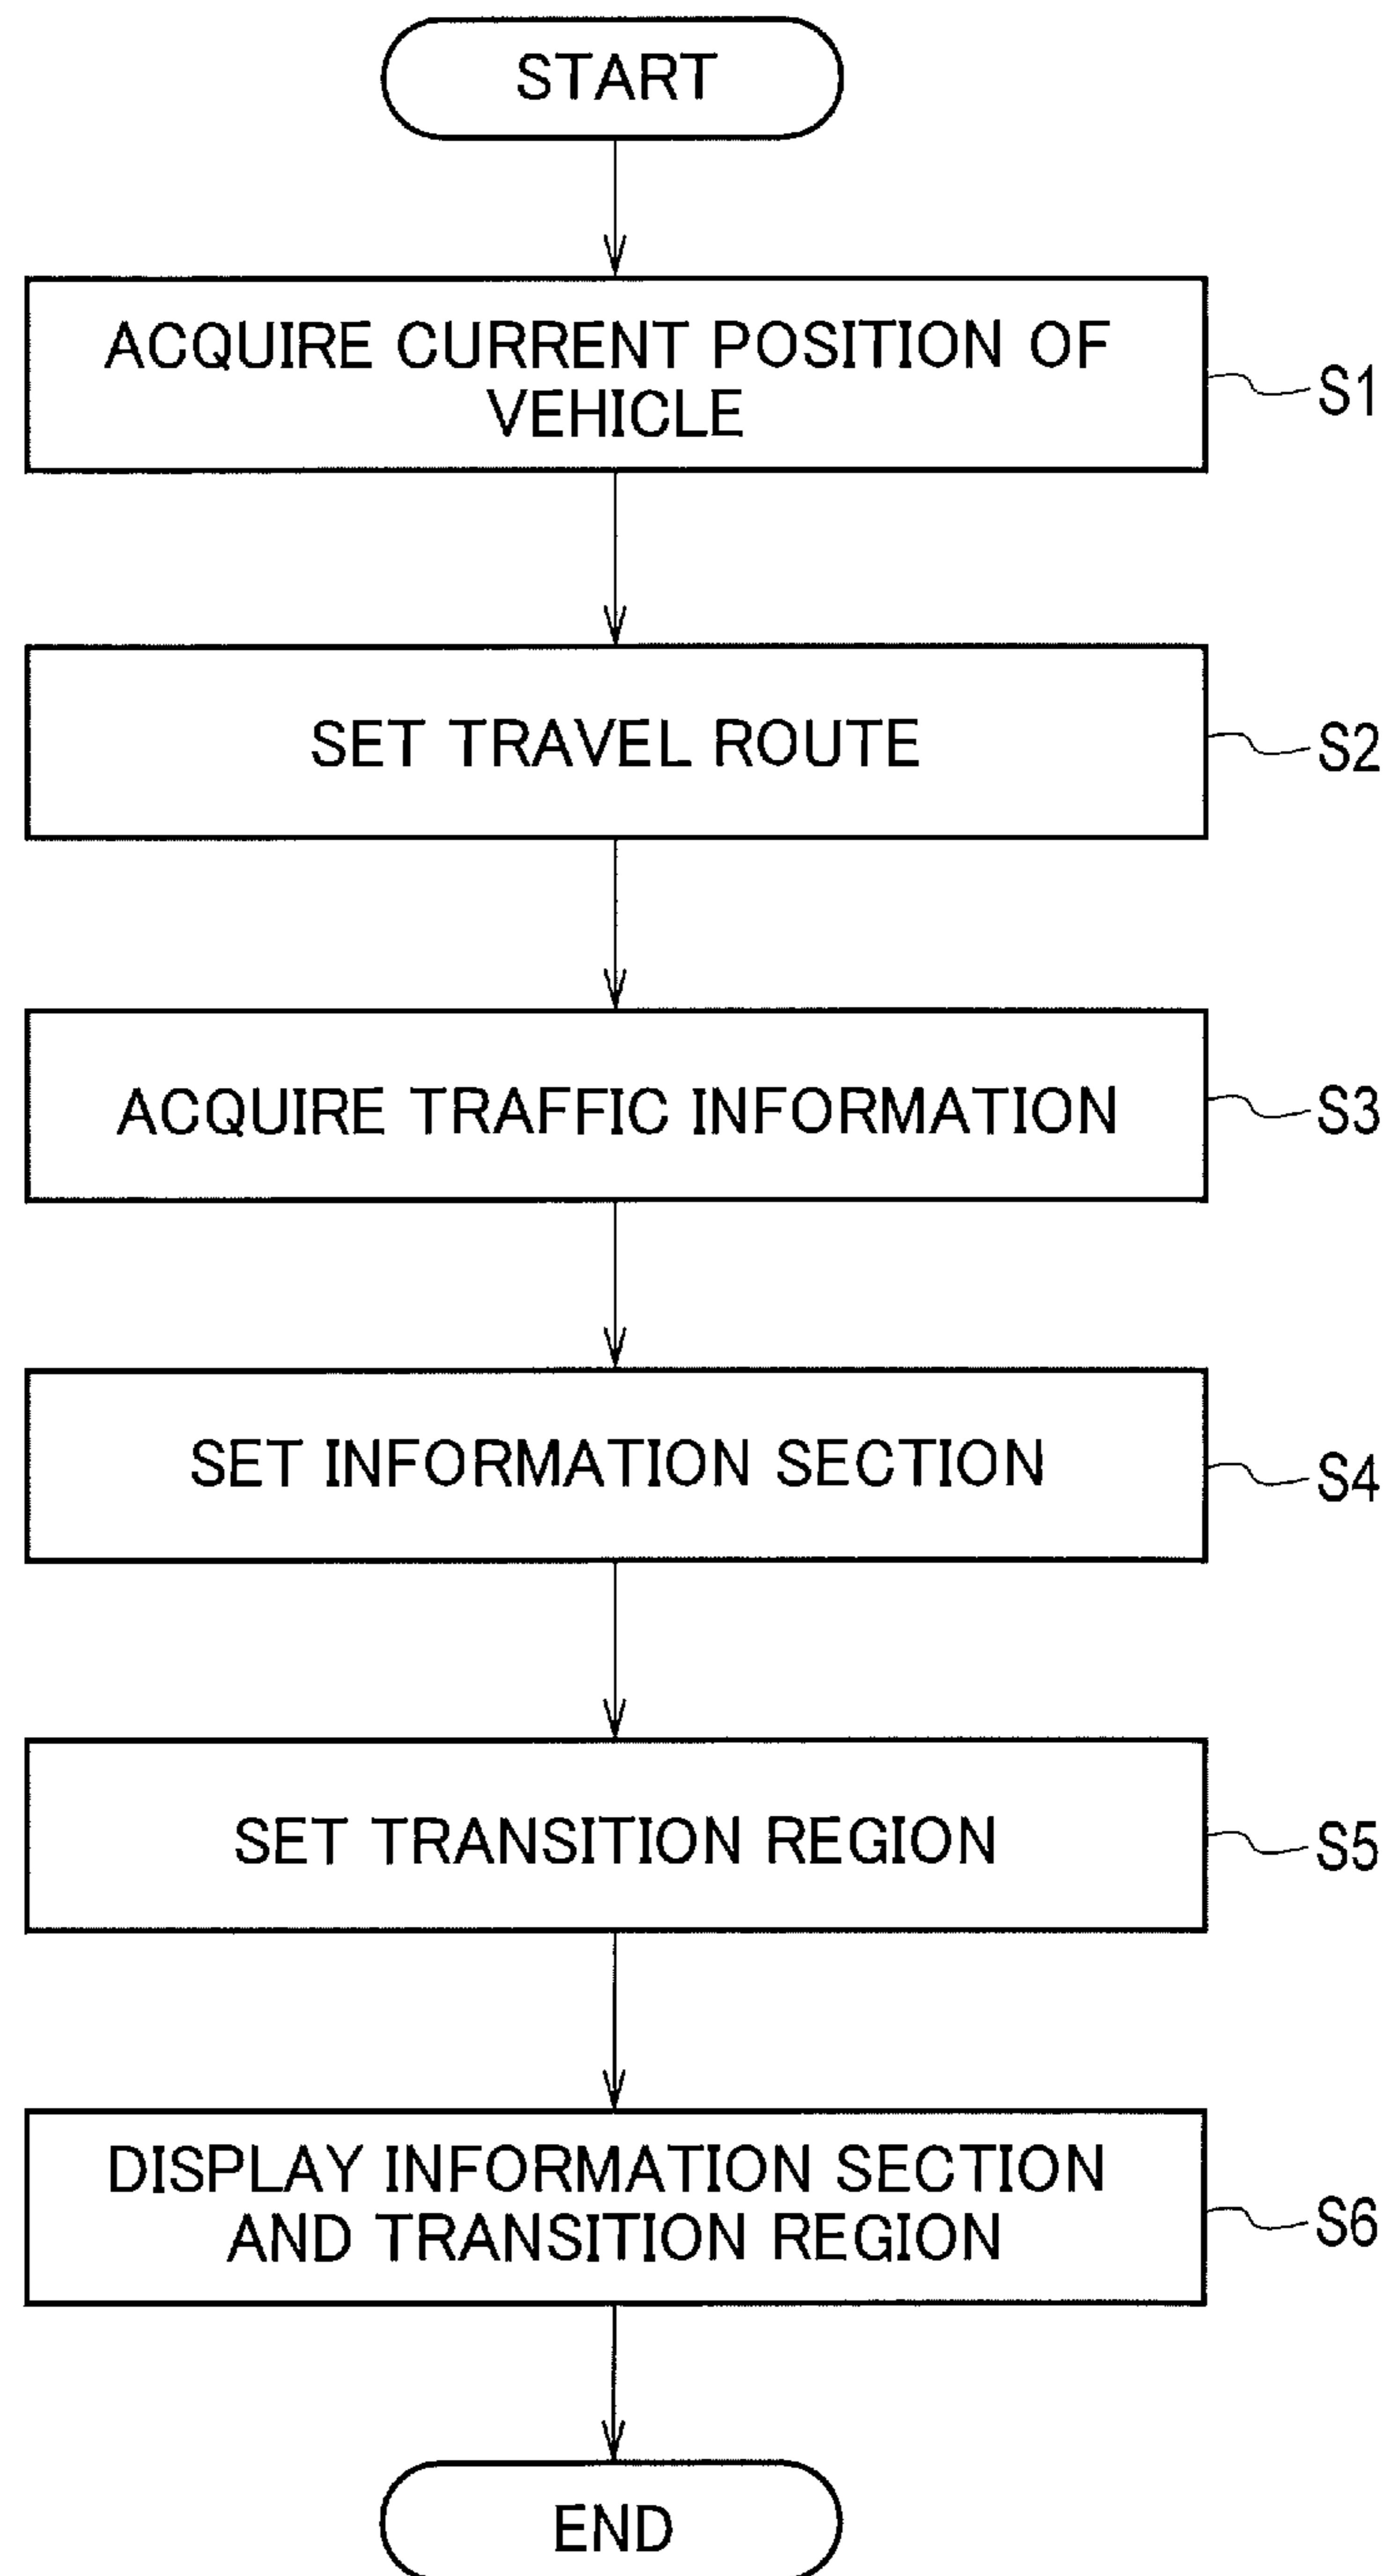 START
ACQUIRE CURRENT POSITION OF
VEHICLE
S1
SET TRAVEL ROUTE
S2
ACQUIRE TRAFFIC INFORMATION
S3
SET INFORMATION SECTION
S4
SET TRANSITION REGION
S5
DISPLAY INFORMATION SECTION
AND TRANSITION REGION
S6
END